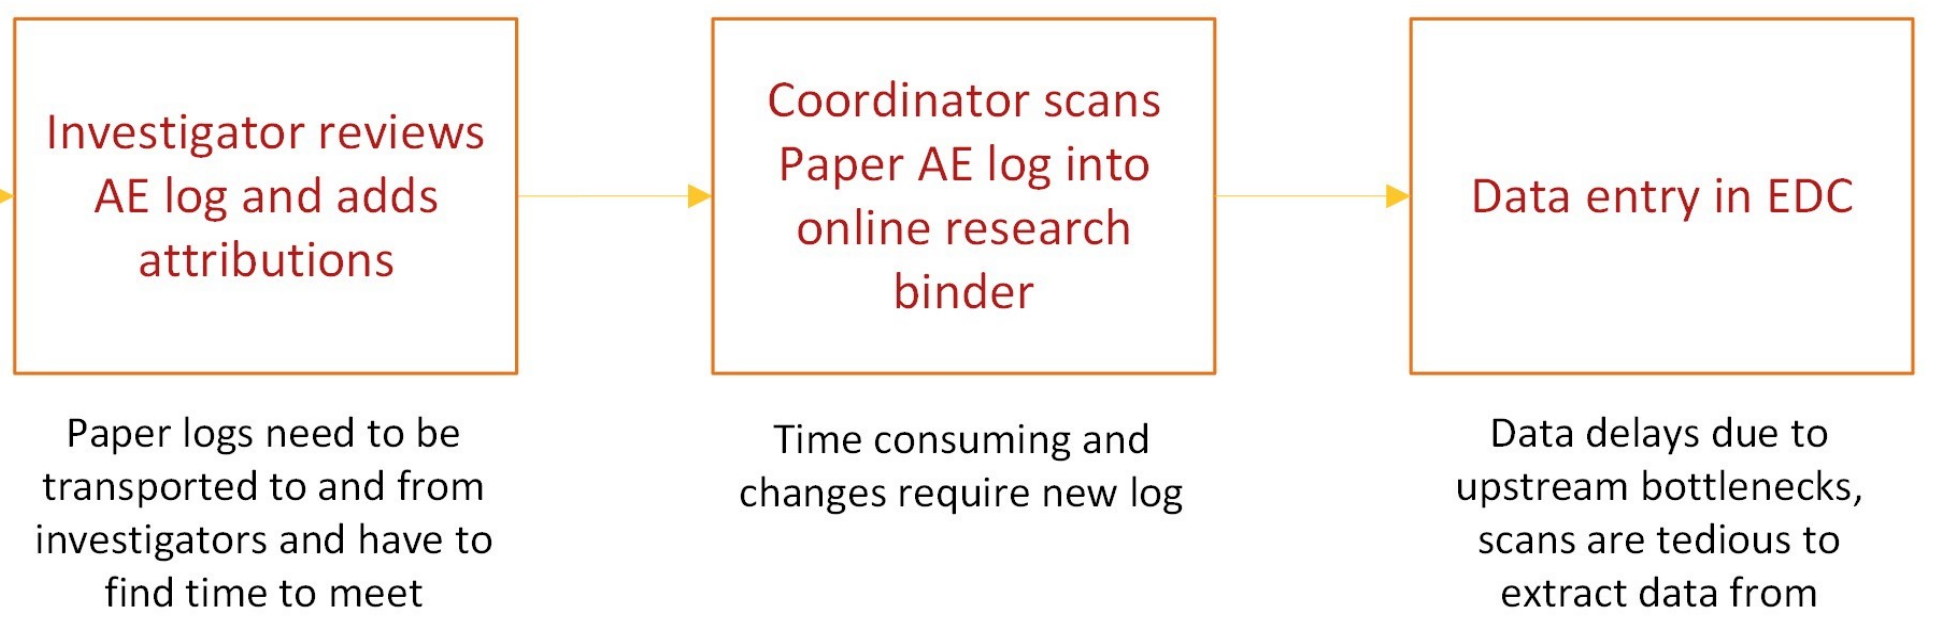 Investigator reviews
AE log and adds
attributions
Coordinator scans
Paper AE log into
online research
binder
Data entry in EDC
Paper logs need to be
transported to and from
investigators and have to
find time to meet
Time consuming and
changes require new log
Data delays due to
upstream bottlenecks,
scans are tedious to
extract data from